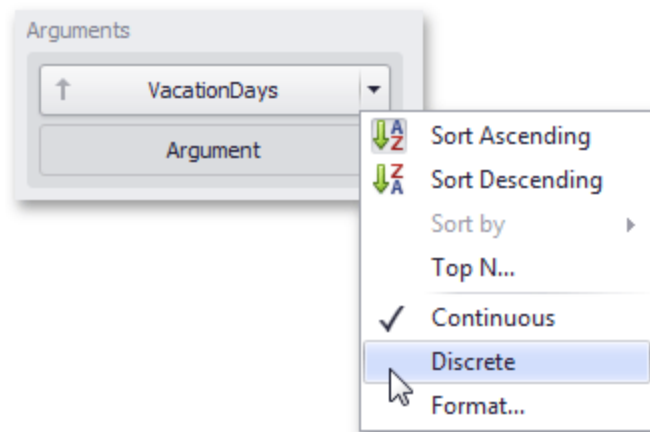 Arguments
VacationDays
Argument
Sort Ascending
Sort Descending
Sort by
Top N...
Continuous
Discrete
Format...